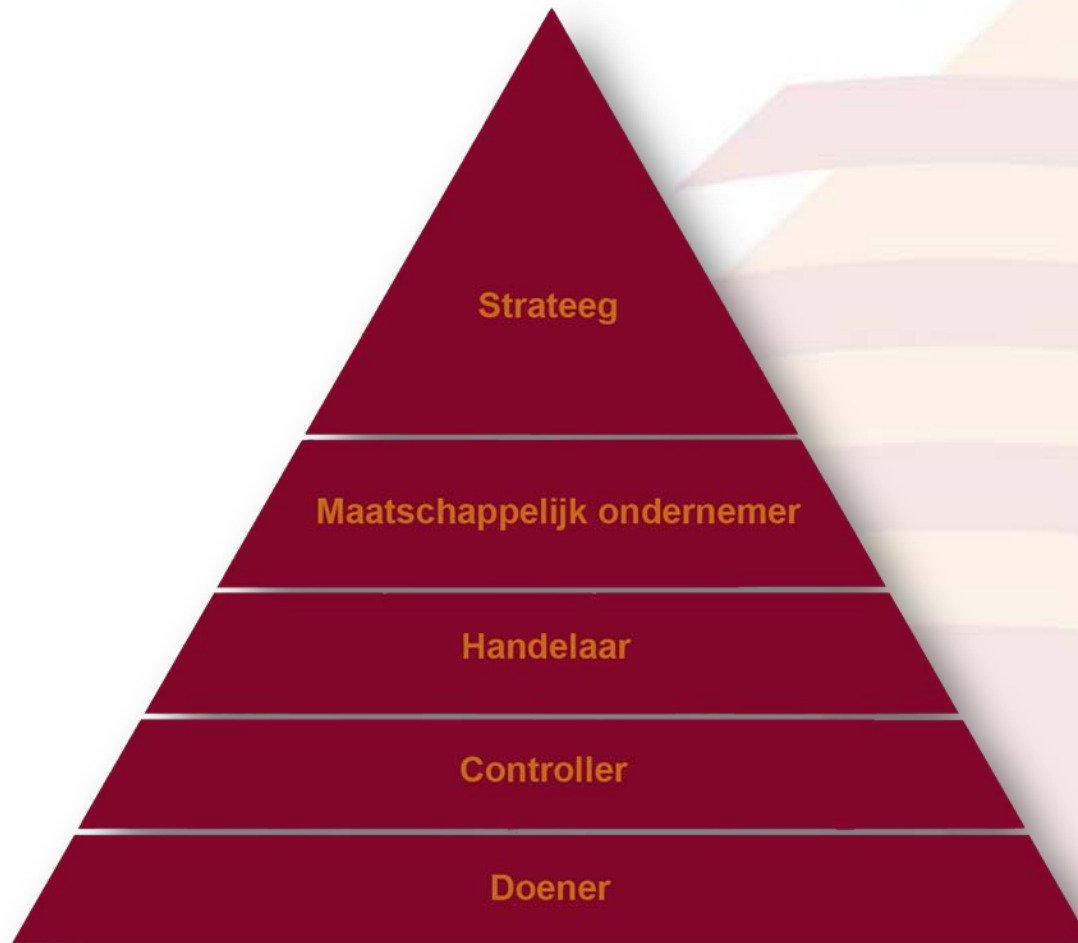 Strateeg
Maatschappelijk ondernemer
Handelaar
Controller
Doener